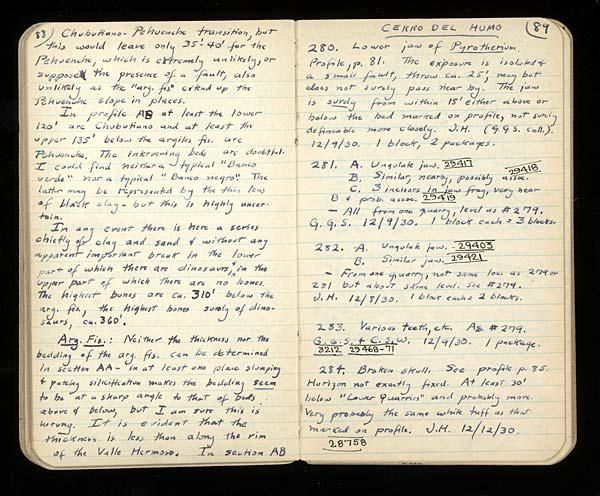 88) Chubutiano-Pehuenche transition, but
this would leave only 35'-40' for the
Pehuenche, which is extremely unlikely, or
suppose the presence of a fault, also
unlikely as the "arg. fis"
Pehuenche slope in places.
In profile AB at least the lower
120' are Chubutiano and at least the
upper 135' below the argilas fis. are
Pehuenche. The intervening beds are doubtful.
I could find neither a typical "Banco
verde" nor a typical "Banco negro". The
latter may be represented by the thin lens
of black clay - but this is highly uncer-
tain.
In any event there is here a series
chiefly of clay and sand & without any
apparent important break in the lower
part of which there are dinosaurs, in the
upper part of which there are no bones.
The highest bones are ca. 310' below the
arg. fis., the highest bones surely of dino-
saurs, ca. 360'.
Arg. Fis.: Neither the thickness nor the
bedding of the arg. fis. can be determined
in section AA - in at least one place slumping
& patchy silicification makes the bedding seem
to be at a sharp angle to that of beds
above & below, but I am sure this is
wrong. It is evident that the
thickness is less than along the rim
of the Valle Hermoso. In section AB
CERRO DEL HUMO 89
280. Lower jaw of Pyrotherium.
Profile, p. 81. The exposure is isolated &
a small fault, throw ca. 25', may but
does not surely pass near by. The jaw
is surely from within 15' either above or
below the bed marked on profile, not surely
definable more closely. J.H. (G.G.S. coll.).
12/9/30. 1 block, 2 packages.
281. A. Ungulate jaw. 29417
B. Similar, nearby, possibly assoc. 29418
C. 3 incisors in jaw frag, very near
B & prob. assoc. 29419
- All from one quarry, level as #279.
G.G.S. 12/9/30. 1 block each = 3 blocks.
282. A. Ungulate jaw. - 29403
B. Similar jaw. 29421
- From one quarry, not same loc. as 279 or
281 but about same level. See #279.
J.H. 12/8/30. 1 block each = 2 blocks.
283. Various teeth, etc. As #279.
G.G.S. & C.S.W. 12/9/30. 1 package.
3212 29468-71
284. Broken skull. See profile p. 85.
Horizon not exactly fixed. At least 30'
below "Lower Quarries" and probably more.
Very probably the same white tuff as that
marked on profile. J.H. 12/12/30.
28758